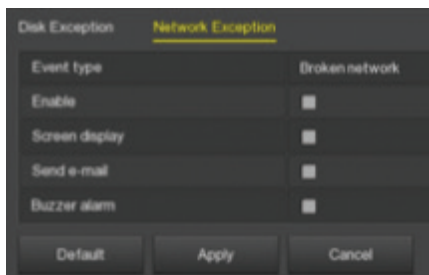 Disk Exception Network Exception
Event type Broken network
Enable
Screen display
Send e-mail
Buzzer alarm
Default Apply Cancel